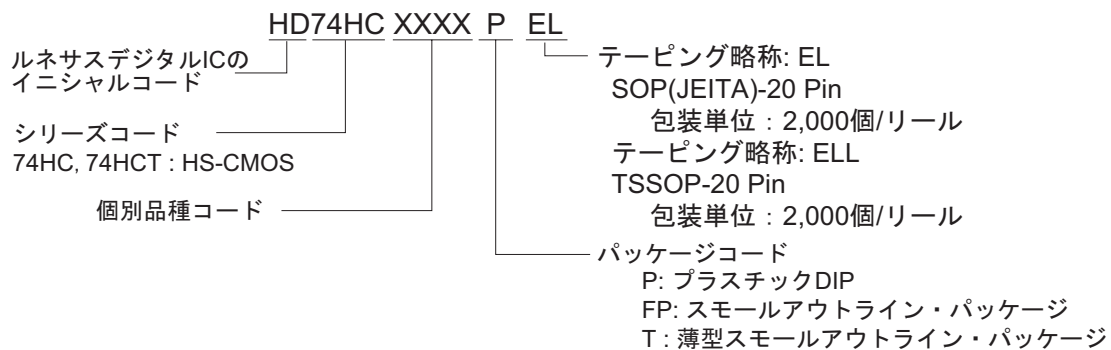 HD74HC XXXX P EL
ルネサスデジタルICの
イニシャルコード
シリーズコード
74HC, 74HCT : HS-CMOS
個別品種コード
テーピング略称: EL
SOP(JEITA)-20 Pin
包装単位：2,000個/リール
テーピング略称: ELL
TSSOP-20 Pin
包装単位：2,000個/リール
パッケージコード
P: プラスチックDIP
FP: スモールアウトライン・パッケージ
T : 薄型スモールアウトライン・パッケージ